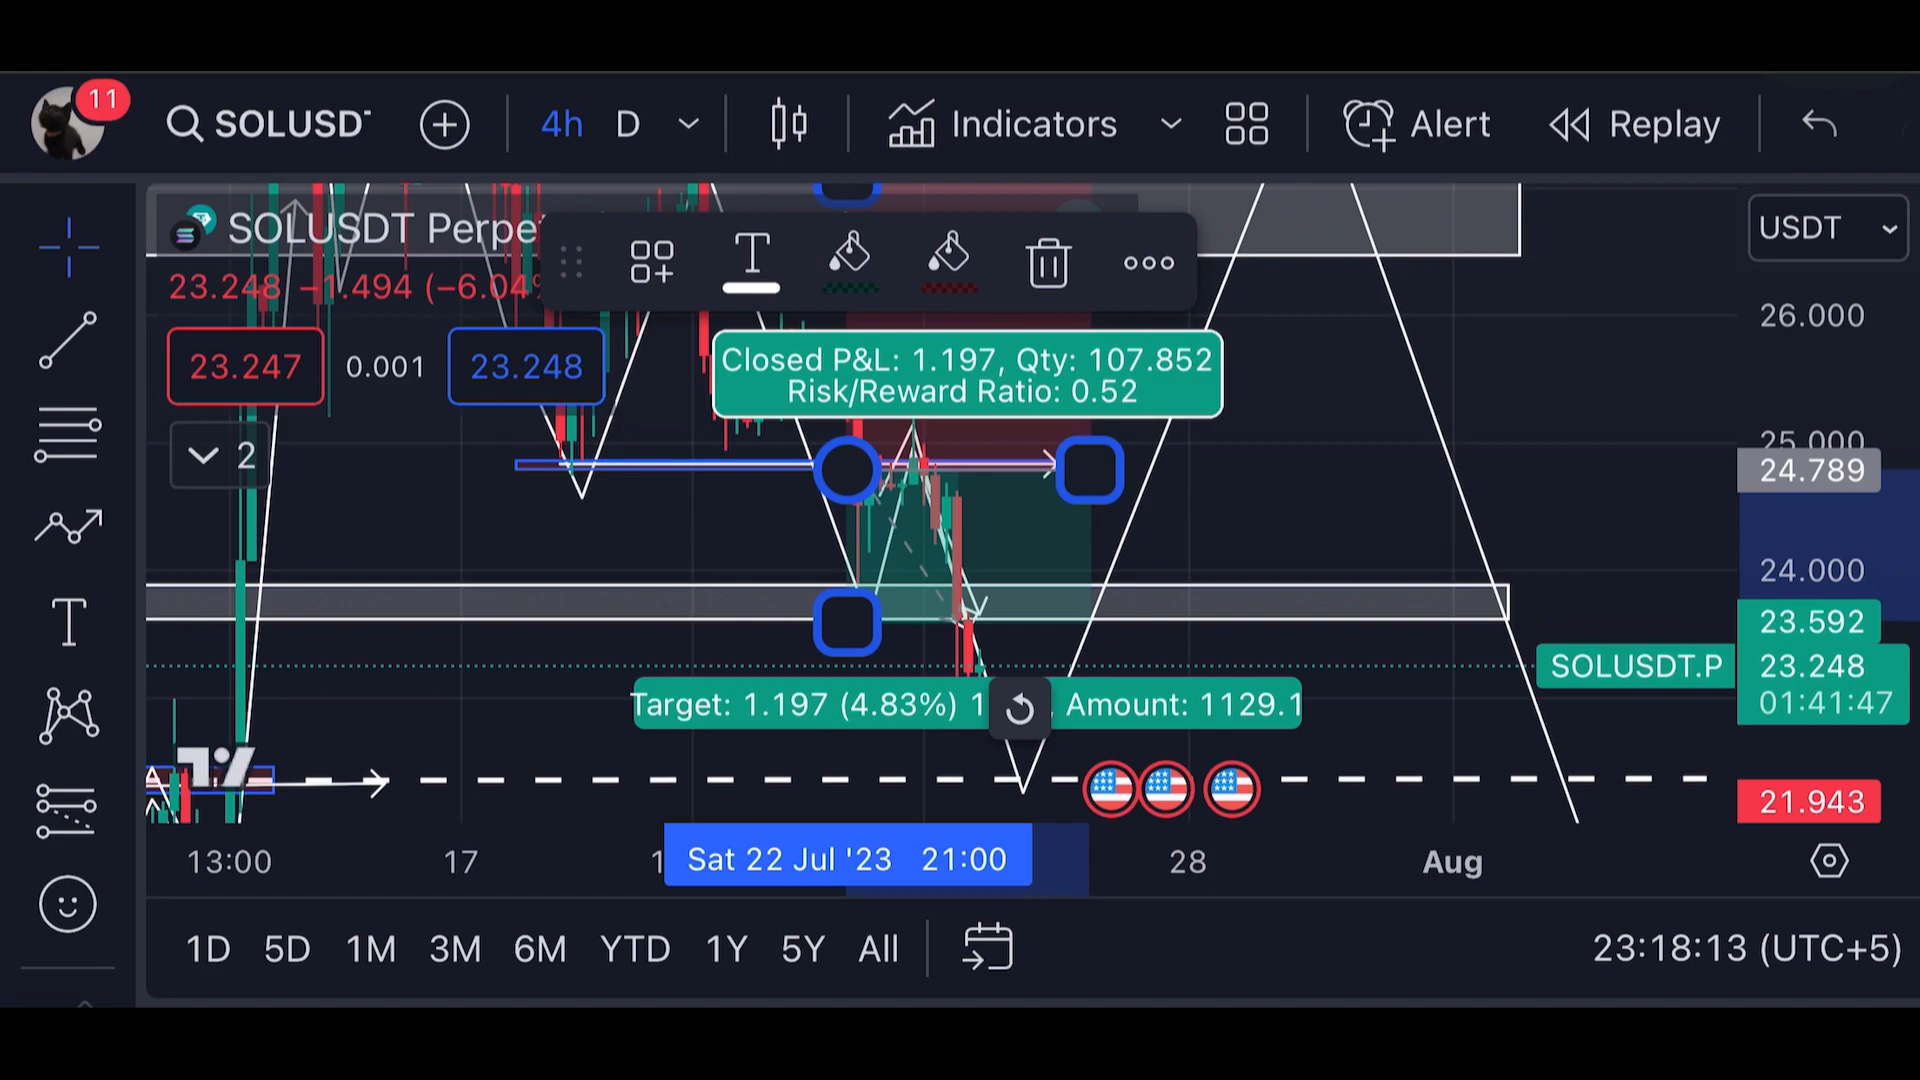 11
SOLUSD
4h D
Indicators
Alert
Replay
SOLUSDT Perpe
USDT
23.248 −1.494 (−6.04%
23.247 0.001 23.248
2
Closed P&L: 1.197, Qty: 107.852
Risk/Reward Ratio: 0.52
26.000
25.000
24.789
24.000
23.592
SOLUSDT.P 23.248
01:41:47
Target: 1.197 (4.83%) 1
Amount: 1129.1
21.943
13:00 17 1 Sat 22 Jul '23 21:00 28 Aug
1D 5D 1M 3M 6M YTD 1Y 5Y All
23:18:13 (UTC+5)